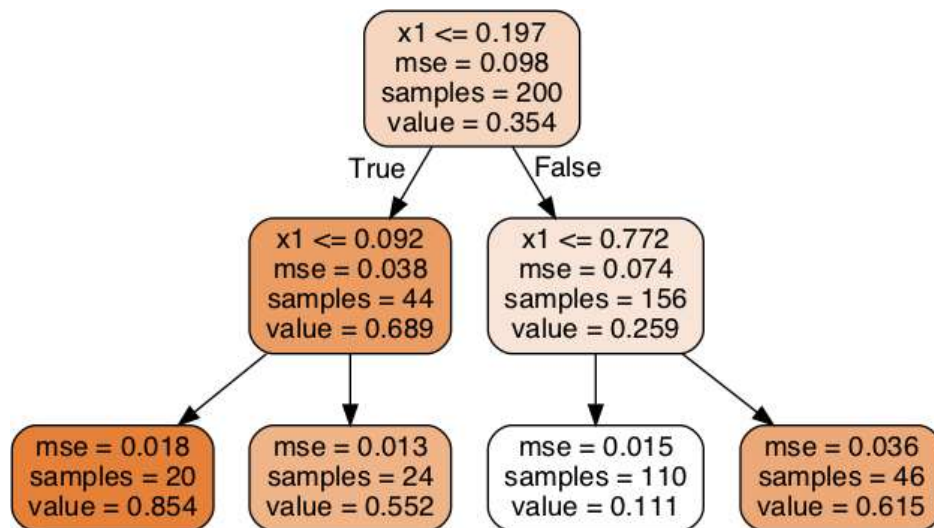 x1 <= 0.197
mse = 0.098
samples = 200
value = 0.354
True
False
x1 <= 0.092
mse = 0.038
samples = 44
value = 0.689
x1 <= 0.772
mse = 0.074
samples = 156
value = 0.259
mse = 0.018
samples = 20
value = 0.854
mse = 0.013
samples = 24
value = 0.552
mse = 0.015
samples = 110
value = 0.111
mse = 0.036
samples = 46
value = 0.615